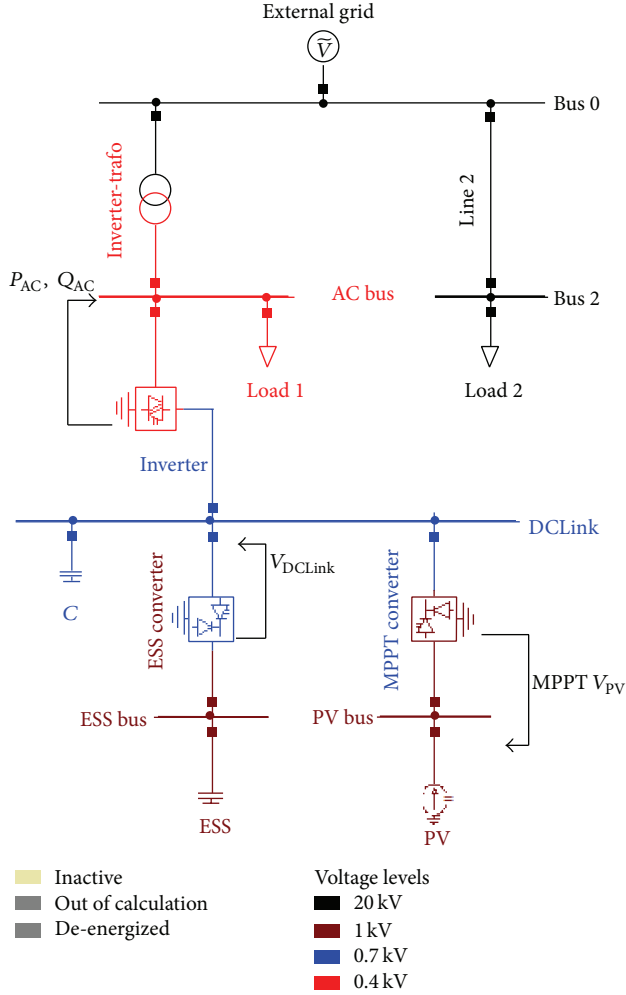 External grid
Ṽ
Bus 0
Inverter-trafo
Line 2
P_AC, Q_AC
AC bus
Bus 2
Load 1
Load 2
Inverter
DCLink
C
ESS converter
V_DCLink
MPPT converter
MPPT V_PV
ESS bus
PV bus
ESS
PV
Inactive
Out of calculation
De-energized
Voltage levels
20 kV
1 kV
0.7 kV
0.4 kV